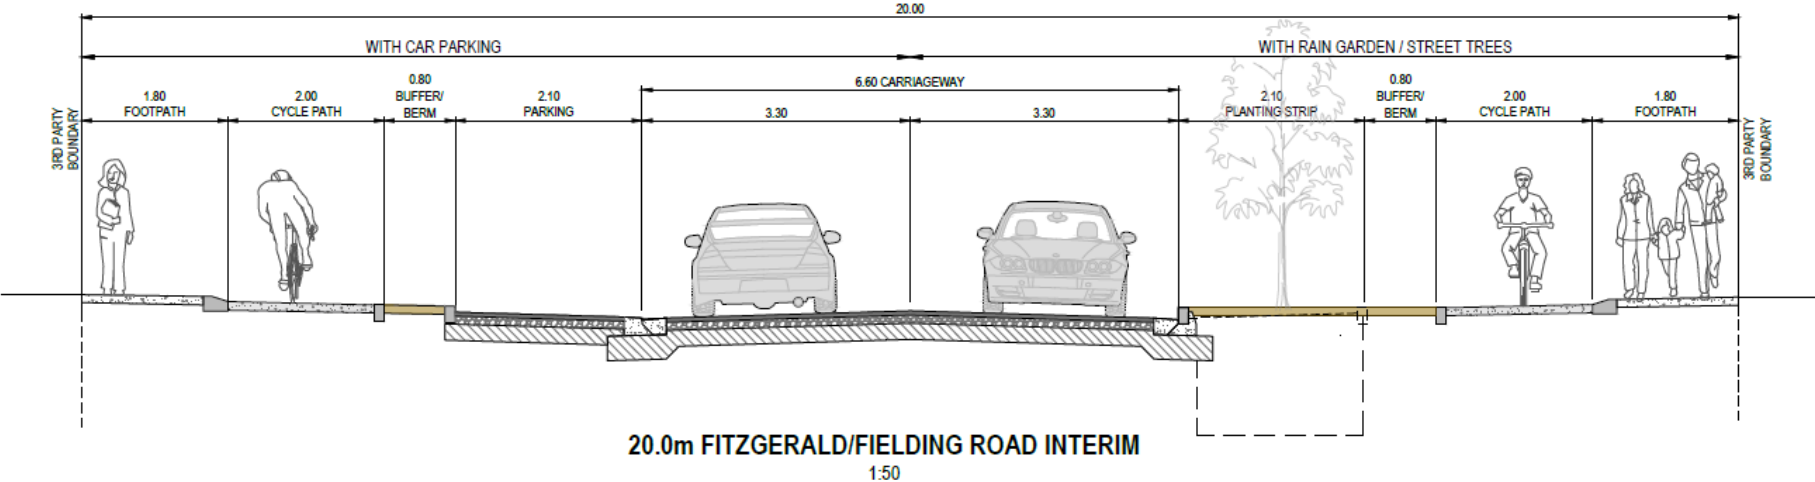 20.00
WITH CAR PARKING
WITH RAIN GARDEN / STREET TREES
3RD PARTY
BOUNDARY
1.80
FOOTPATH
2.00
CYCLE PATH
0.80
BUFFER/
BERM
2.10
PARKING
6.60 CARRIAGEWAY
3.30
3.30
2.10
PLANTING STRIP
0.80
BUFFER/
BERM
2.00
CYCLE PATH
1.80
FOOTPATH
3RD PARTY
BOUNDARY
20.0m FITZGERALD/FIELDING ROAD INTERIM
1:50